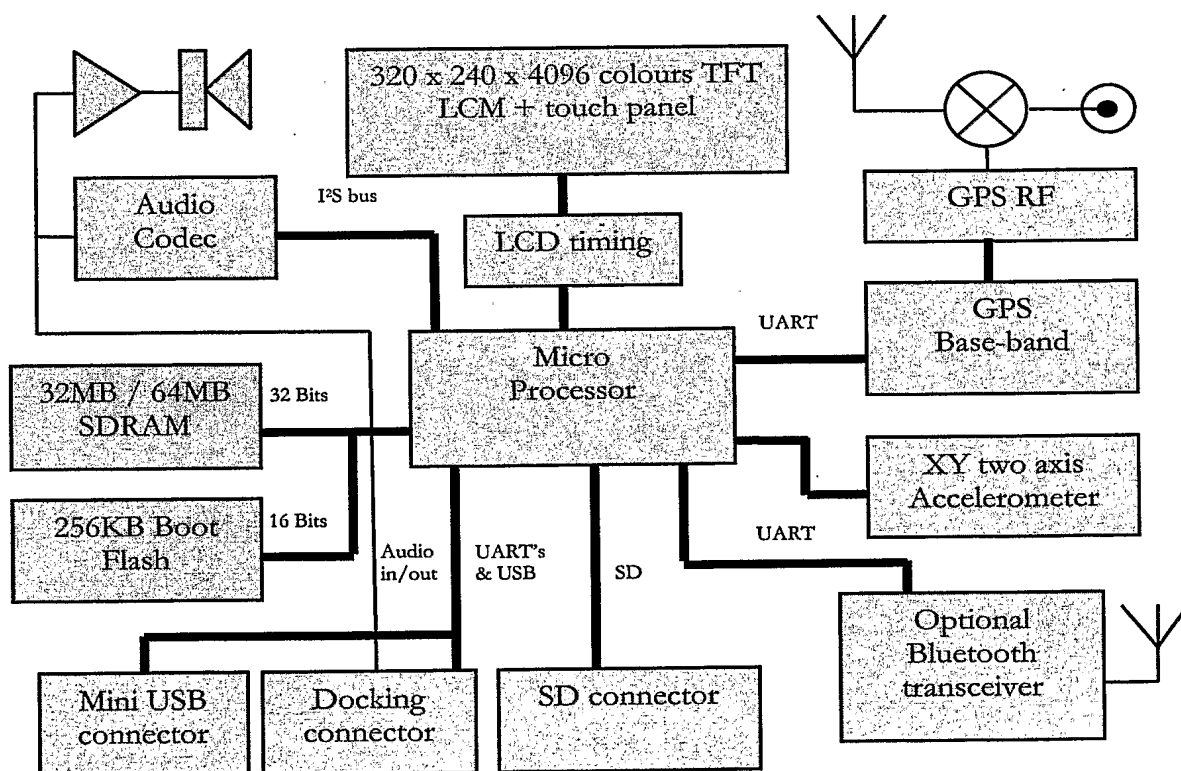 320 x 240 x 4096 colours TFT
LCM + touch panel
I²S bus
Audio
Codec
LCD timing
GPS RF
GPS
Base-band
UART
Micro
Processor
32MB / 64MB
SDRAM
32 Bits
XY two axis
Accelerometer
256KB Boot
Flash
16 Bits
Audio
in/out
UART's
& USB
SD
UART
Optional
Bluetooth
transceiver
Mini USB
connector
Docking
connector
SD connector